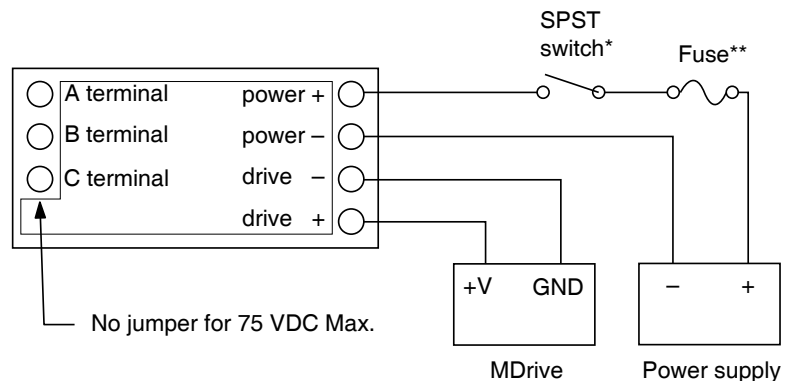 SPST
switch*
Fuse**
A terminal power +
B terminal power –
C terminal drive –
drive +
+V GND
– +
No jumper for 75 VDC Max.
MDrive Power supply